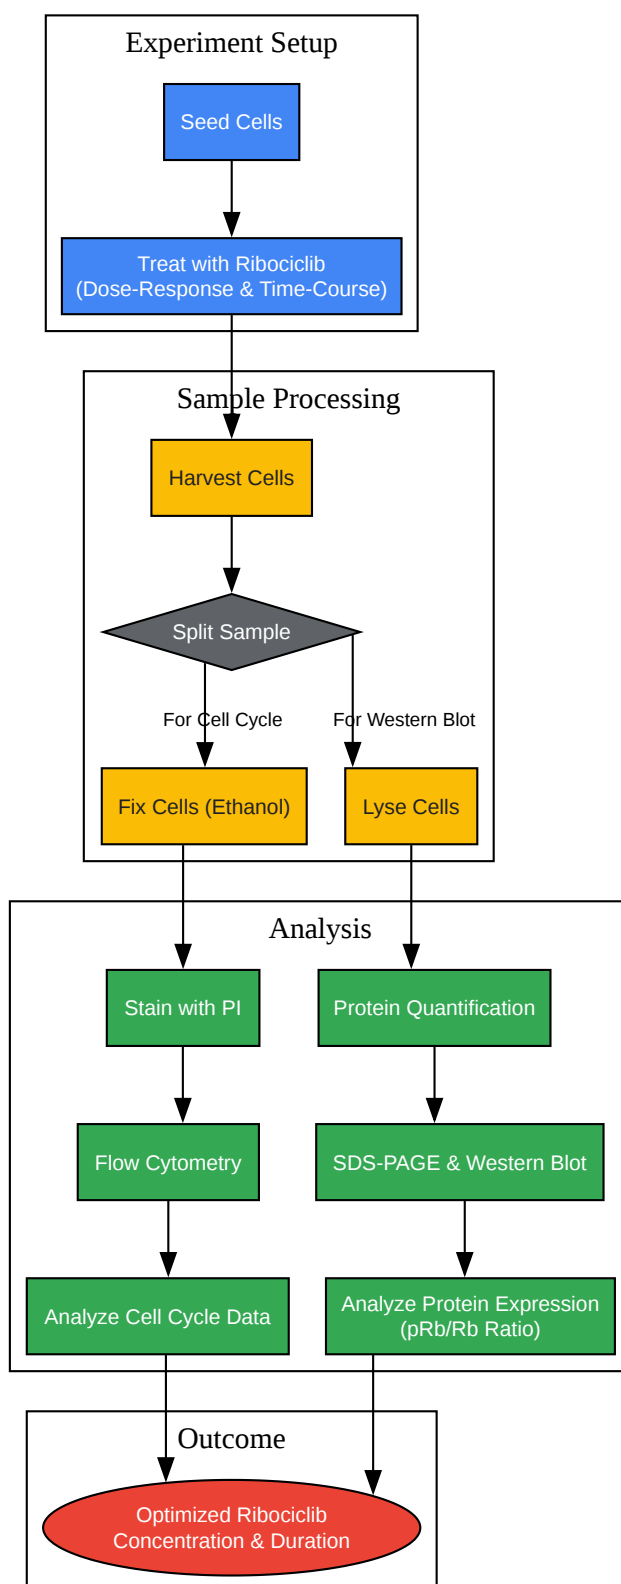 Experiment Setup
Seed Cells
Treat with Ribociclib
(Dose-Response & Time-Course)
Sample Processing
Harvest Cells
Split Sample
For Cell Cycle
For Western Blot
Fix Cells (Ethanol)
Lyse Cells
Analysis
Stain with PI
Protein Quantification
Flow Cytometry
SDS-PAGE & Western Blot
Analyze Cell Cycle Data
Analyze Protein Expression
(pRb/Rb Ratio)
Outcome
Optimized Ribociclib
Concentration & Duration